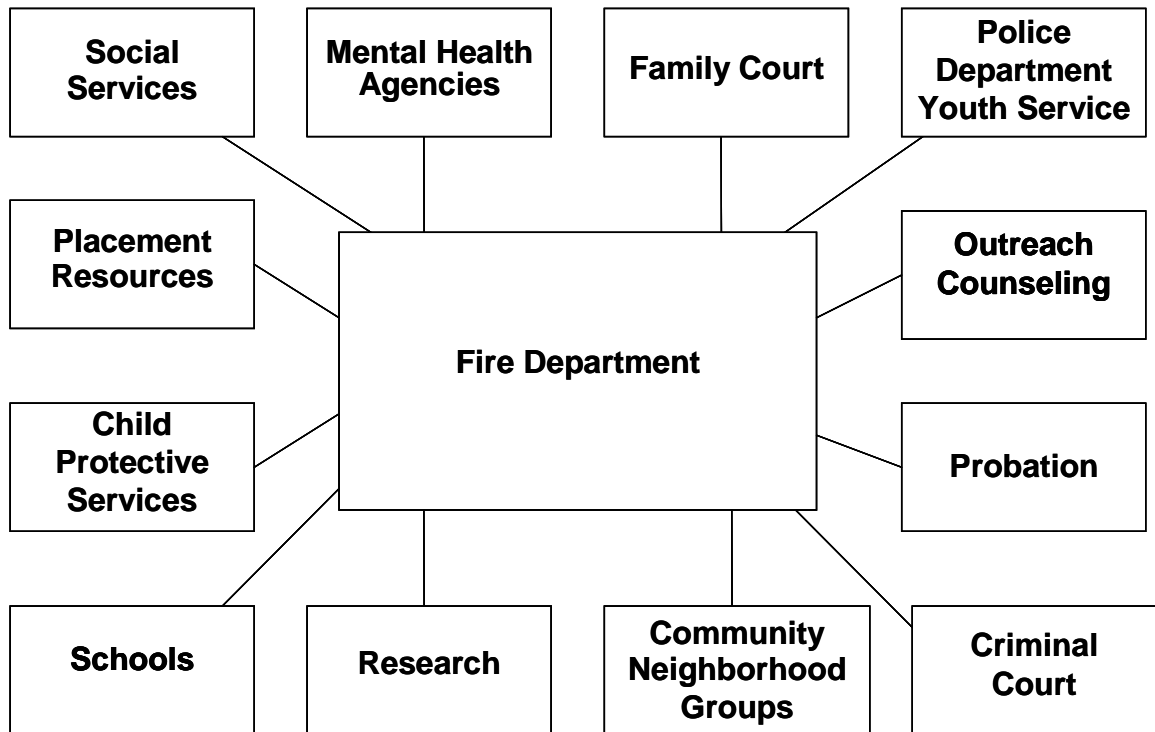 Social
Services
Mental Health
Agencies
Family Court
Police
Department
Youth Service
Placement
Resources
Outreach
Counseling
Fire Department
Child
Protective
Services
Probation
Schools
Research
Community
Neighborhood
Groups
Criminal
Court